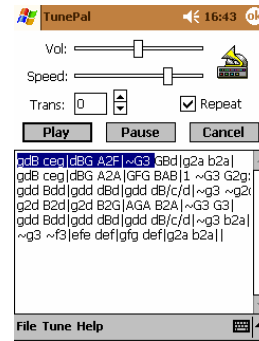 TunePal 16:43 ok
Vol:
Speed:
Trans: 0 Repeat
Play Pause Cancel
gdB ceg|dBG A2F|~G3 GBd|g2a b2a|
gdB ceg|dBG A2A|GFG BAB|1 ~G3 G2g:
gdd Bdd|gdd dBd|gdd dB/c/d|~g3 ~g2
g2d B2d|g2d B2G|AGA B2A|~G3 G3|
gdd Bdd|gdd dBd|gdd dB/c/d|~g3 b2a|
~g3 ~f3|efe def|gfg def|g2a b2a||
File Tune Help